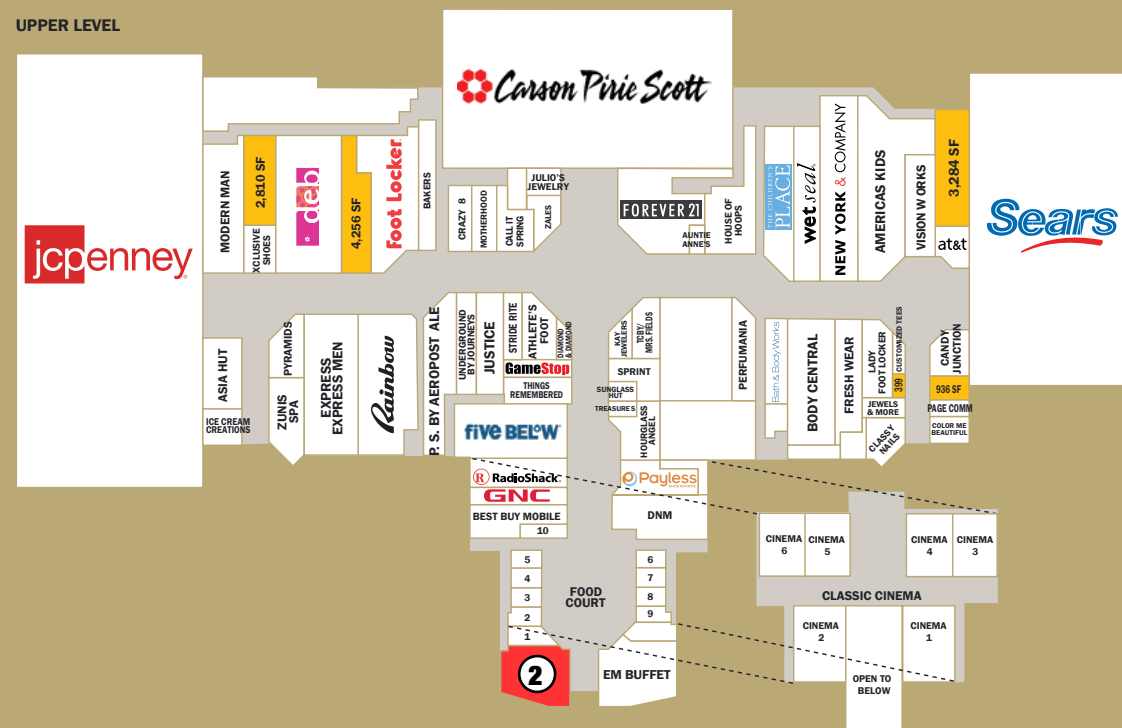 UPPER LEVEL
Carson Pirie Scott
jcpenney
MODERN MAN
2,810 SF
XCLUSIVE
SHOES
deb
4,256 SF
Foot Locker
BAKERS
CRAZY 8
MOTHERHOOD
CALL IT
SPRING
JULIO'S
JEWELRY
ZALES
FOREVER 21
AUNTIE
ANNE'S
HOUSE OF
HOPS
THE CHILDREN'S
PLACE
wet seal.
NEW YORK & COMPANY
AMERICAS KIDS
VISION WORKS
3,284 SF
at&t
Sears
ASIA HUT
ICE CREAM
CREATIONS
PYRAMIDS
ZUNIS
SPA
EXPRESS
EXPRESS MEN
Rainbow
P. S. BY AEROPOST ALE
UNDERGROUND
BY JOURNEYS
JUSTICE
STRIDE RITE
ATHLETE'S
FOOT
DIAMOND
& DIAMOND
GameStop
THINGS
REMEMBERED
five BELOW
KAY
JEWELERS
TCBY/
MRS. FIELDS
SPRINT
SUNGLASS
HUT
TREASURES
HOURGLASS
ANGEL
PERFUMANIA
Bath & Body Works
BODY CENTRAL
FRESH WEAR
LADY
FOOT LOCKER
CUSTOMIZED TEES
399
JEWELS
& MORE
CLASSY
NAILS
CANDY
JUNCTION
936 SF
PAGE COMM
COLOR ME
BEAUTIFUL
R RadioShack
GNC
BEST BUY MOBILE
10
Payless
DNM
5
4
3
2
1
FOOD
COURT
6
7
8
9
2
EM BUFFET
CINEMA
6
CINEMA
5
CINEMA
4
CINEMA
3
CLASSIC CINEMA
CINEMA
2
CINEMA
1
OPEN TO
BELOW